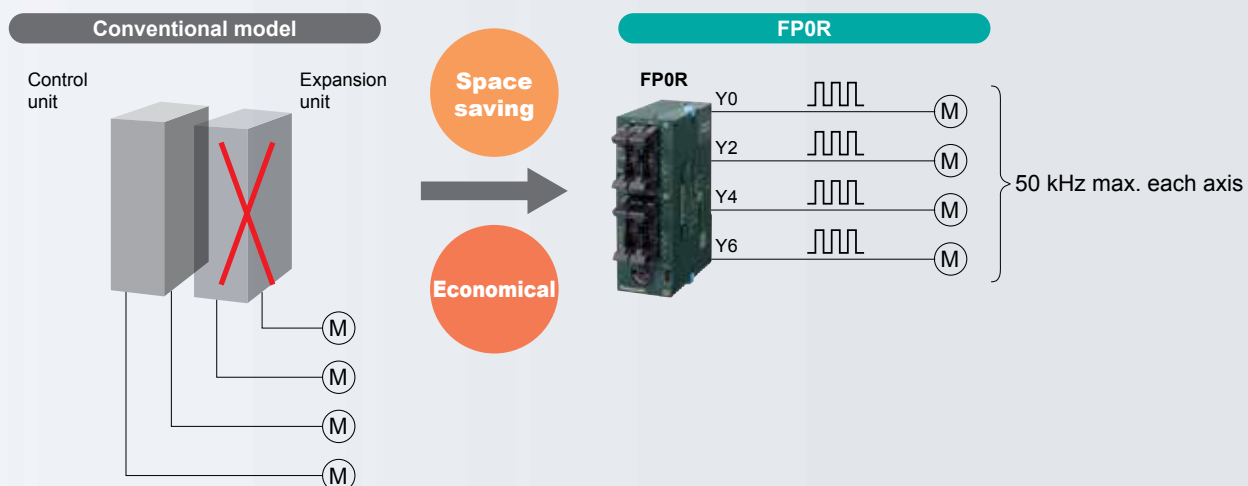 Conventional model
Control
unit
Expansion
unit
M
M
M
M
Space
saving
Economical
FP0R
FP0R
Y0
M
Y2
M
Y4
M
Y6
M
50 kHz max. each axis